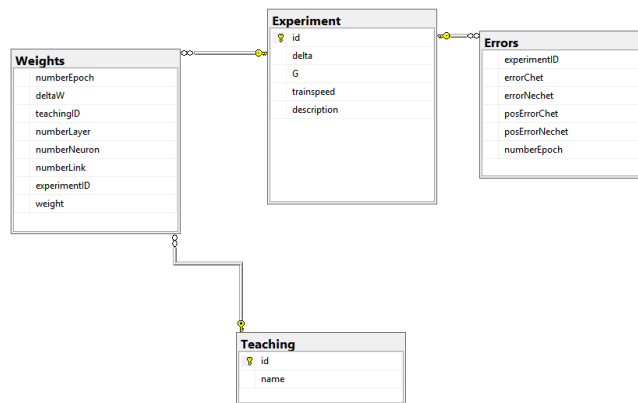 Experiment
id
delta
G
trainspeed
description
Weights
numberEpoch
deltaW
teachingID
numberLayer
numberNeuron
numberLink
experimentID
weight
Errors
experimentID
errorChet
errorNechet
posErrorChet
posErrorNechet
numberEpoch
Teaching
id
name